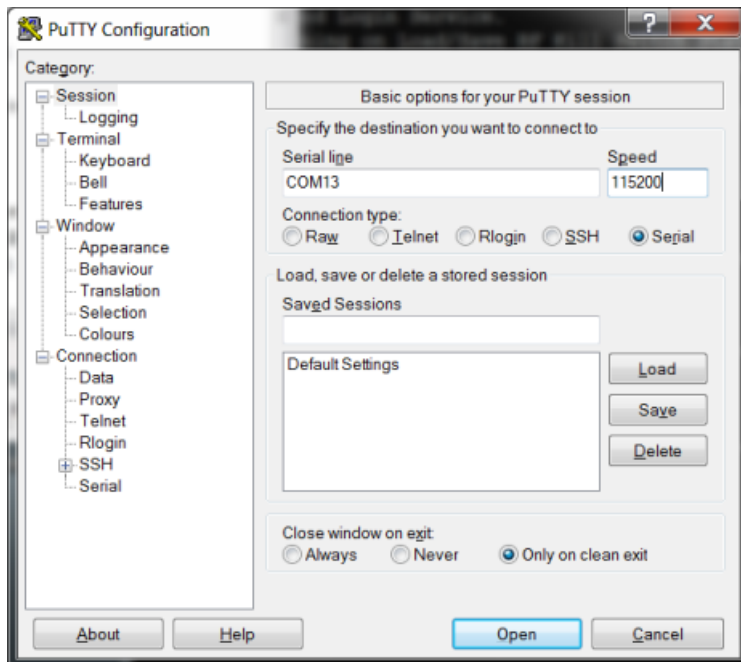 PuTTY Configuration
?
X
Category:
Session
Logging
Terminal
Keyboard
Bell
Features
Window
Appearance
Behaviour
Translation
Selection
Colours
Connection
Data
Proxy
Telnet
Rlogin
SSH
Serial
Basic options for your PuTTY session
Specify the destination you want to connect to
Serial line Speed
COM13 115200
Connection type:
Raw Telnet Rlogin SSH Serial
Load, save or delete a stored session
Saved Sessions
Default Settings
Load
Save
Delete
Close window on exit:
Always Never Only on clean exit
About Help Open Cancel